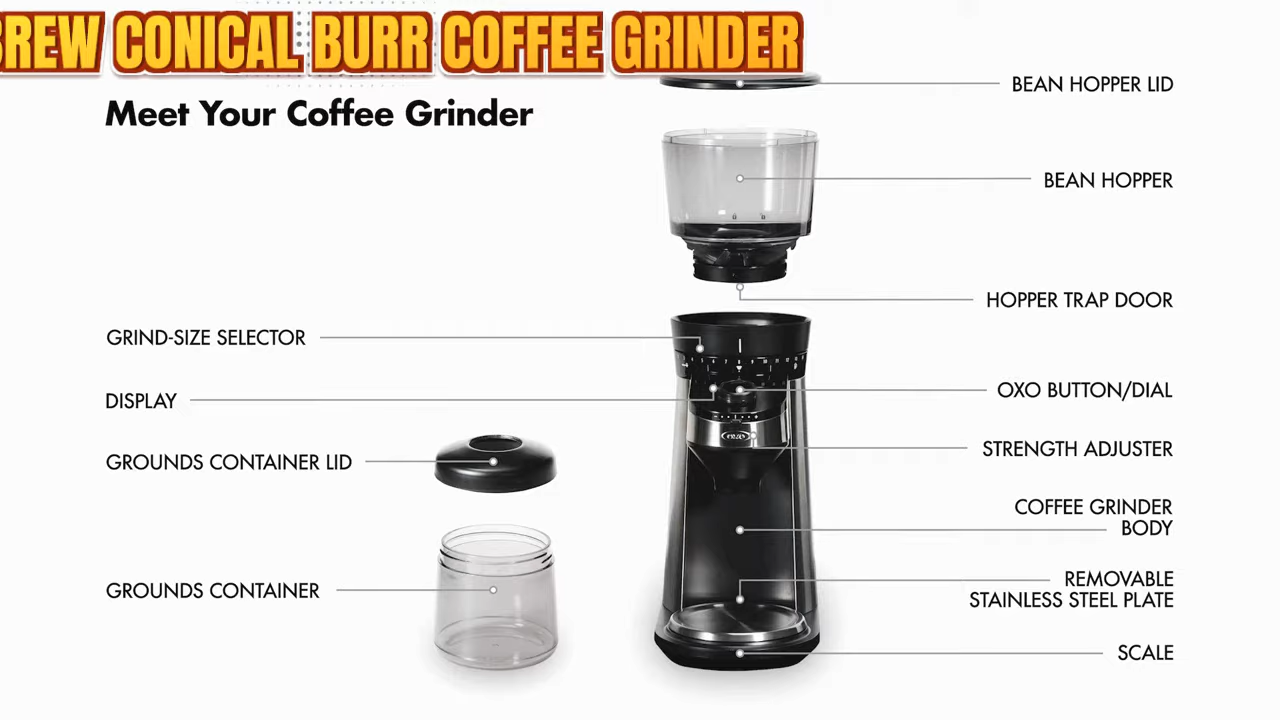 BREW CONICAL BURR COFFEE GRINDER
Meet Your Coffee Grinder
BEAN HOPPER LID
BEAN HOPPER
HOPPER TRAP DOOR
GRIND-SIZE SELECTOR
OXO BUTTON/DIAL
DISPLAY
STRENGTH ADJUSTER
GROUNDS CONTAINER LID
COFFEE GRINDER
BODY
REMOVABLE
STAINLESS STEEL PLATE
GROUNDS CONTAINER
SCALE